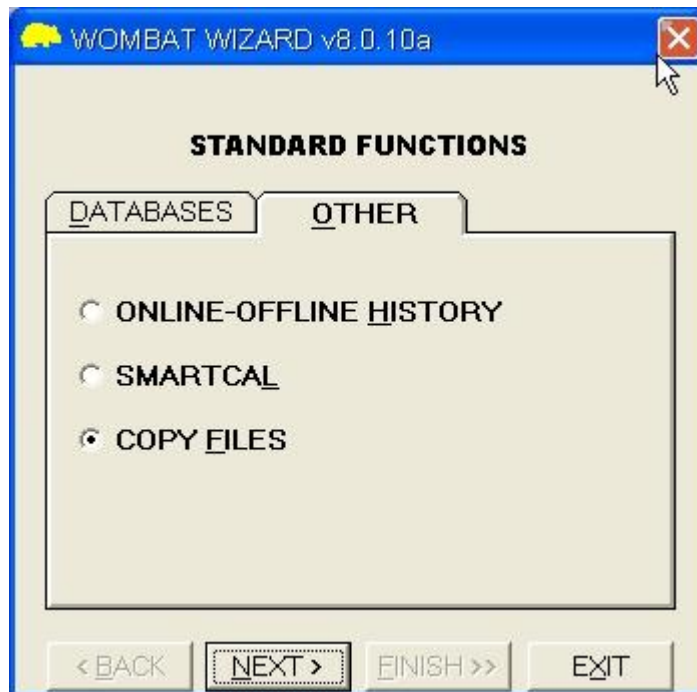 WOMBAT WIZARD v8.0.10a
STANDARD FUNCTIONS
DATABASES OTHER
ONLINE-OFFLINE HISTORY
SMARTCAL
COPY FILES
< BACK NEXT > FINISH >> EXIT